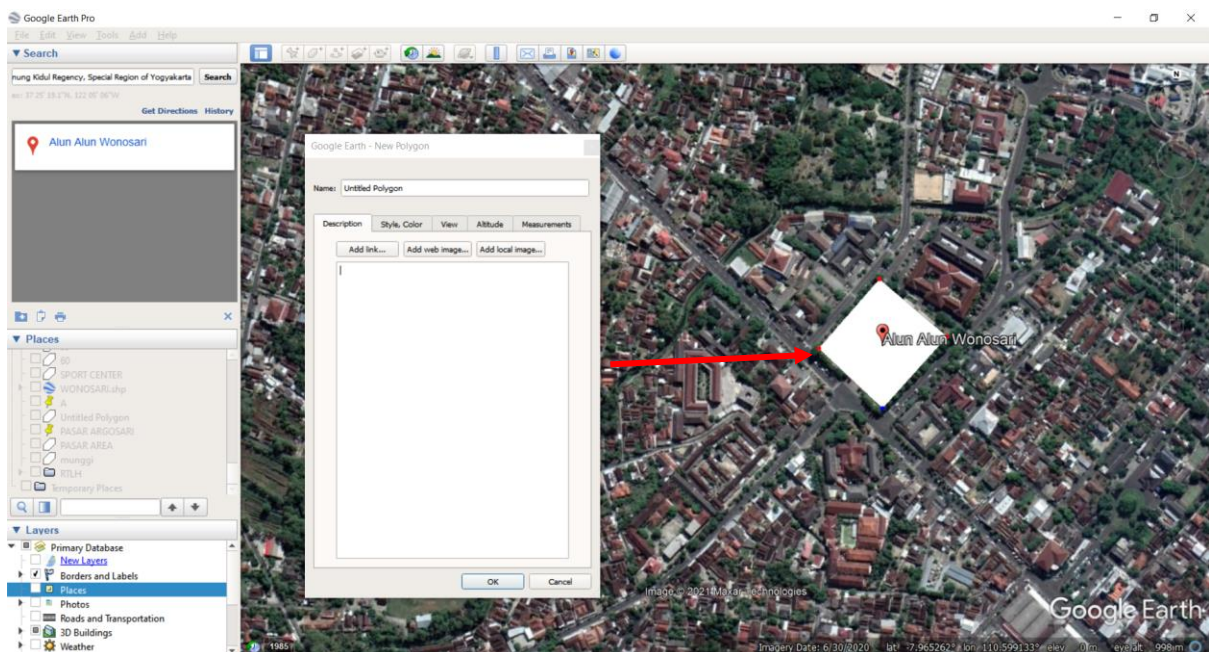 Google Earth Pro
File Edit View Tools Add Help
Search
nung Kidul Regency, Special Region of Yogyakarta Search
Get Directions History
Alun Alun Wonosari
Places
60
SPORT CENTER
WONOSARI.shp
A
Untitled Polygon
PASAR ARGOSARI
PASAR AREA
munggi
RTLH
Temporary Places
Layers
Primary Database
New Layers
Borders and Labels
Places
Photos
Roads and Transportation
3D Buildings
Weather
Google Earth - New Polygon
Name: Untitled Polygon
Description Style, Color View Altitude Measurements
Add link... Add web image... Add local image...
OK Cancel
N
Alun Alun Wonosari
Image © 2021 Maxar Technologies
Google Earth
1985
Imagery Date: 6/30/2020 lat -7.965262° lon 110.599133° elev 0 m eye alt 998 m